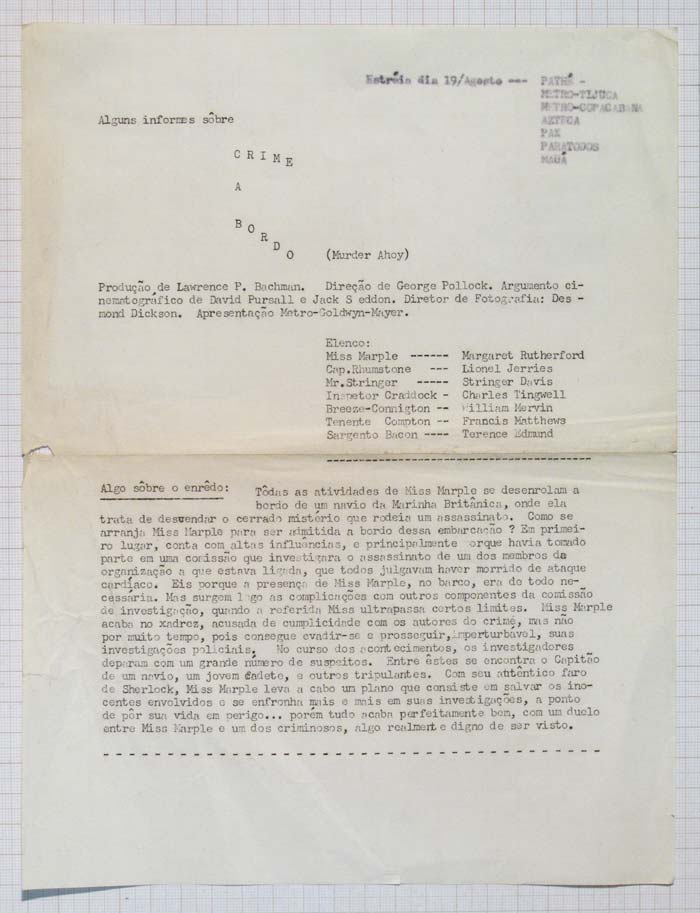 Estréia dia 19/Agosto --- PATHÉ -
METRO-TIJUCA
METRO-COPACABANA
AZTECA
PAX
PARATODOS
MAUÁ
Alguns informes sôbre
CRIME
A
BORDO
(Murder Ahoy)
Produção de Lawrence P. Bachman. Direção de George Pollock. Argumento ci-
nematográfico de David Pursall e Jack S eddon. Diretor de Fotografia: Des -
mond Dickson. Apresentação Metro-Goldwyn-Mayer.
Elenco:
Miss Marple ------ Margaret Rutherford
Cap.Rhumstone --- Lionel Jerries
Mr.Stringer ----- Stringer Davis
Inspetor Craddock - Charles Tingwell
Breeze-Connigton -- William Mervin
Tenente Compton -- Francis Matthews
Sargento Bacon ---- Terence Edmund
Algo sôbre o enrêdo: Tôdas as atividades de Miss Marple se desenrolam a
bordo de um navio da Marinha Britânica, onde ela
trata de desvendar o cerrado mistério que rodeia um assassinato. Como se
arranja Miss Marple para ser admitida a bordo dessa embarcação ? Em primei-
ro lugar, conta com altas influências, e principalmente porque havia tomado
parte em uma comissão que investigara o assassinato de um dos membros da
organização a que estava ligada, que todos julgavam haver morrido de ataque
cardíaco. Eis porque a presença de Miss Marple, no barco, era de todo ne-
cessária. Mas surgem logo as complicações com outros componentes da comissão
de investigação, quando a referida Miss ultrapassa certos limites. Miss Marple
acaba no xadrez, acusada de cumplicidade com os autores do crime, mas não
por muito tempo, pois consegue evadir-se e prosseguir,imperturbável, suas
investigações policiais. No curso dos acontecimentos, os investigadores
deparam com um grande número de suspeitos. Entre êstes se encontra o Capitão
de um navio, um jovem cadete, e outros tripulantes. Com seu autêntico faro
de Sherlock, Miss Marple leva a cabo um plano que consiste em salvar os ino-
centes envolvidos e se enfronha mais e mais em suas investigações, a ponto
de pôr sua vida em perigo... porém tudo acaba perfeitamente bem, com um duelo
entre Miss Marple e um dos criminosos, algo realmente digno de ser visto.